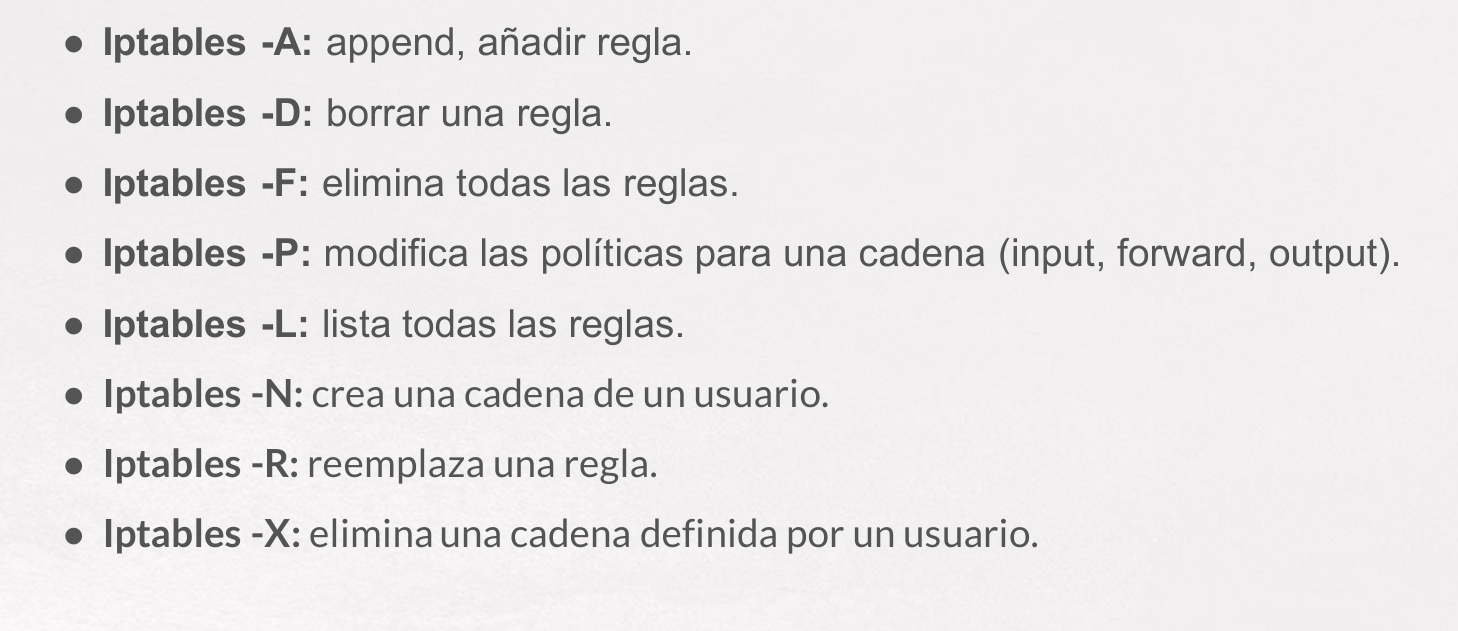 ● Iptables -A: append, añadir regla.
● Iptables -D: borrar una regla.
● Iptables -F: elimina todas las reglas.
● Iptables -P: modifica las políticas para una cadena (input, forward, output).
● Iptables -L: lista todas las reglas.
● Iptables -N: crea una cadena de un usuario.
● Iptables -R: reemplaza una regla.
● Iptables -X: elimina una cadena definida por un usuario.